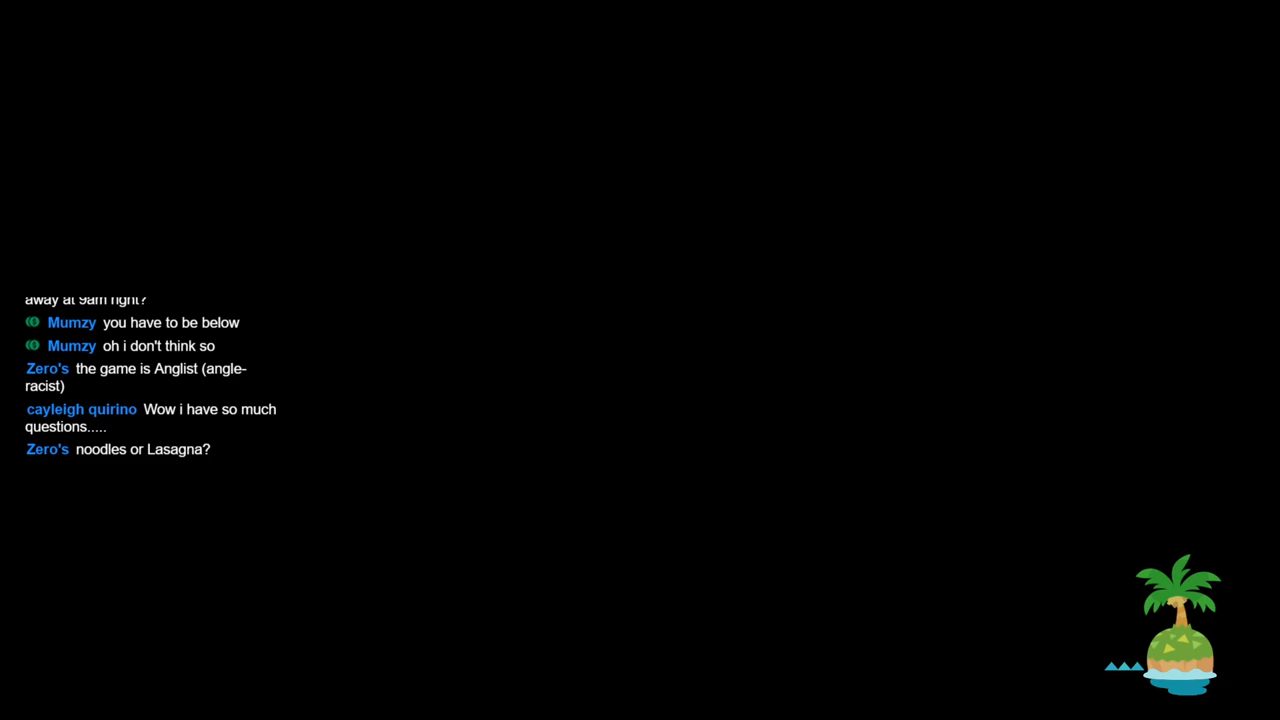 away at 9am right?
Mumzy you have to be below
Mumzy oh i don't think so
Zero's the game is Anglist (angle-
racist)
cayleigh quirino Wow i have so much
questions.....
Zero's noodles or Lasagna?